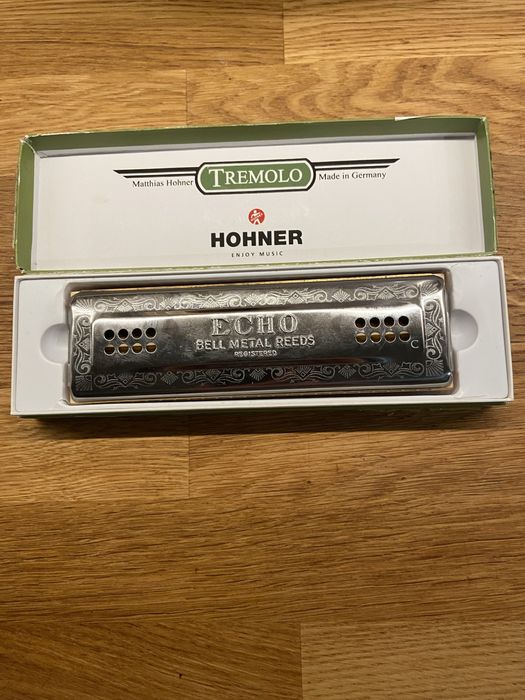 Matthias Hohner TREMOLO Made in Germany
HOHNER
ENJOY MUSIC
ECHO
BELL METAL REEDS
REGISTERED
C